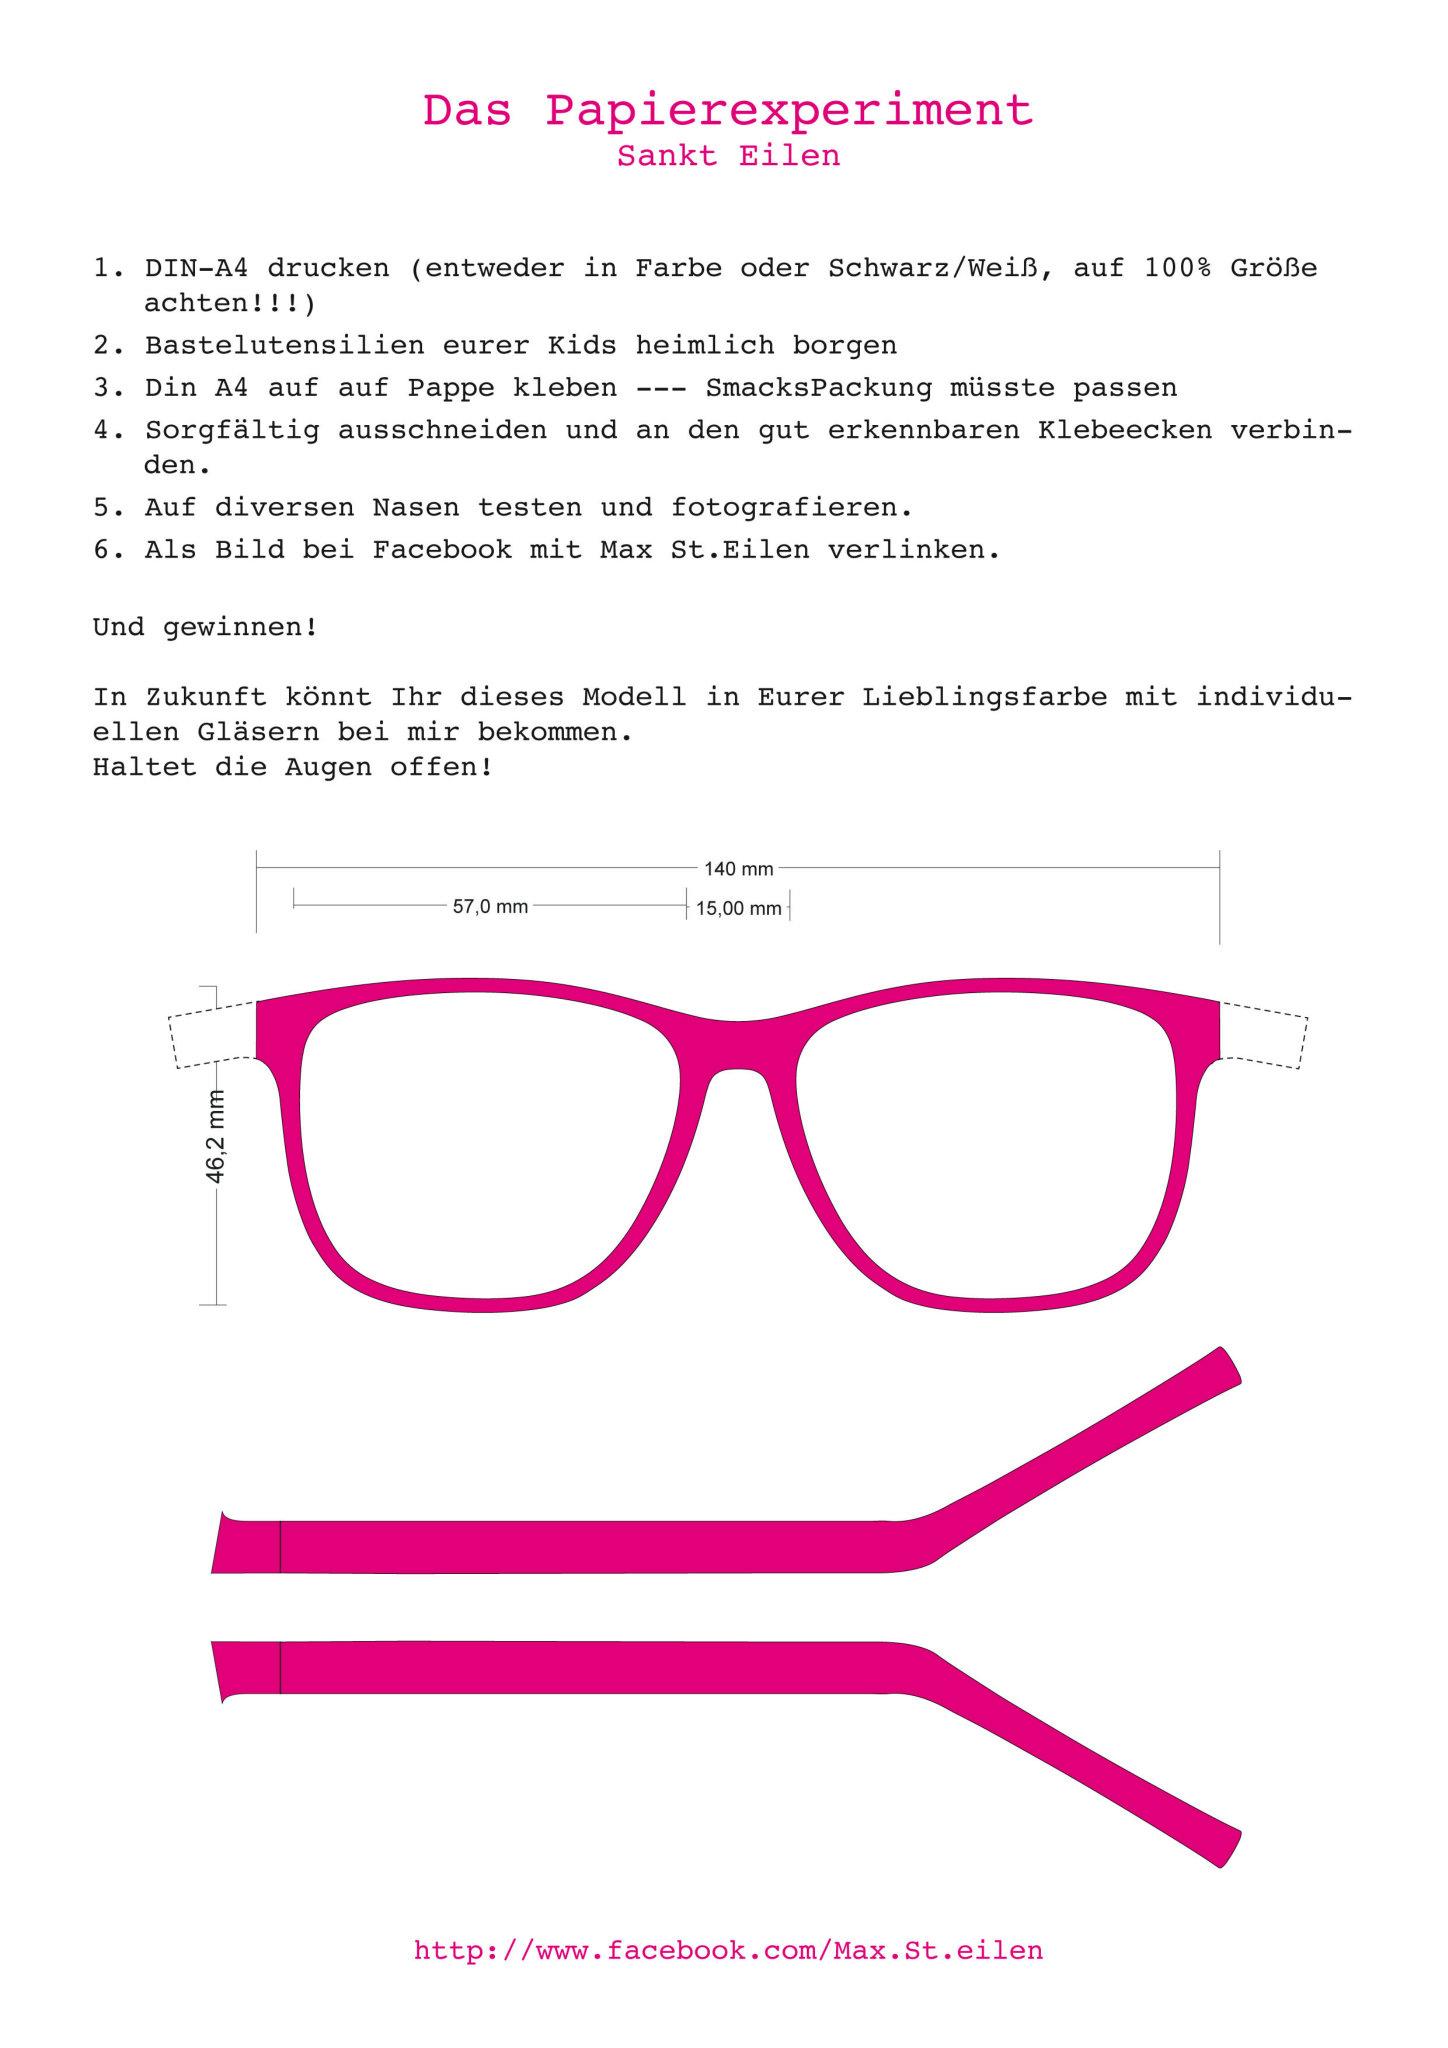 Das Papierexperiment
Sankt Eilen
1. DIN-A4 drucken (entweder in Farbe oder Schwarz/Weiß, auf 100% Größe
achten!!!)
2. Bastelutensilien eurer Kids heimlich borgen
3. Din A4 auf auf Pappe kleben --- SmacksPackung müsste passen
4. Sorgfältig ausschneiden und an den gut erkennbaren Klebeecken verbin-
den.
5. Auf diversen Nasen testen und fotografieren.
6. Als Bild bei Facebook mit Max St.Eilen verlinken.
Und gewinnen!
In Zukunft könnt Ihr dieses Modell in Eurer Lieblingsfarbe mit individu-
ellen Gläsern bei mir bekommen.
Haltet die Augen offen!
140 mm
57,0 mm
15,00 mm
46,2 mm
http://www.facebook.com/Max.St.eilen